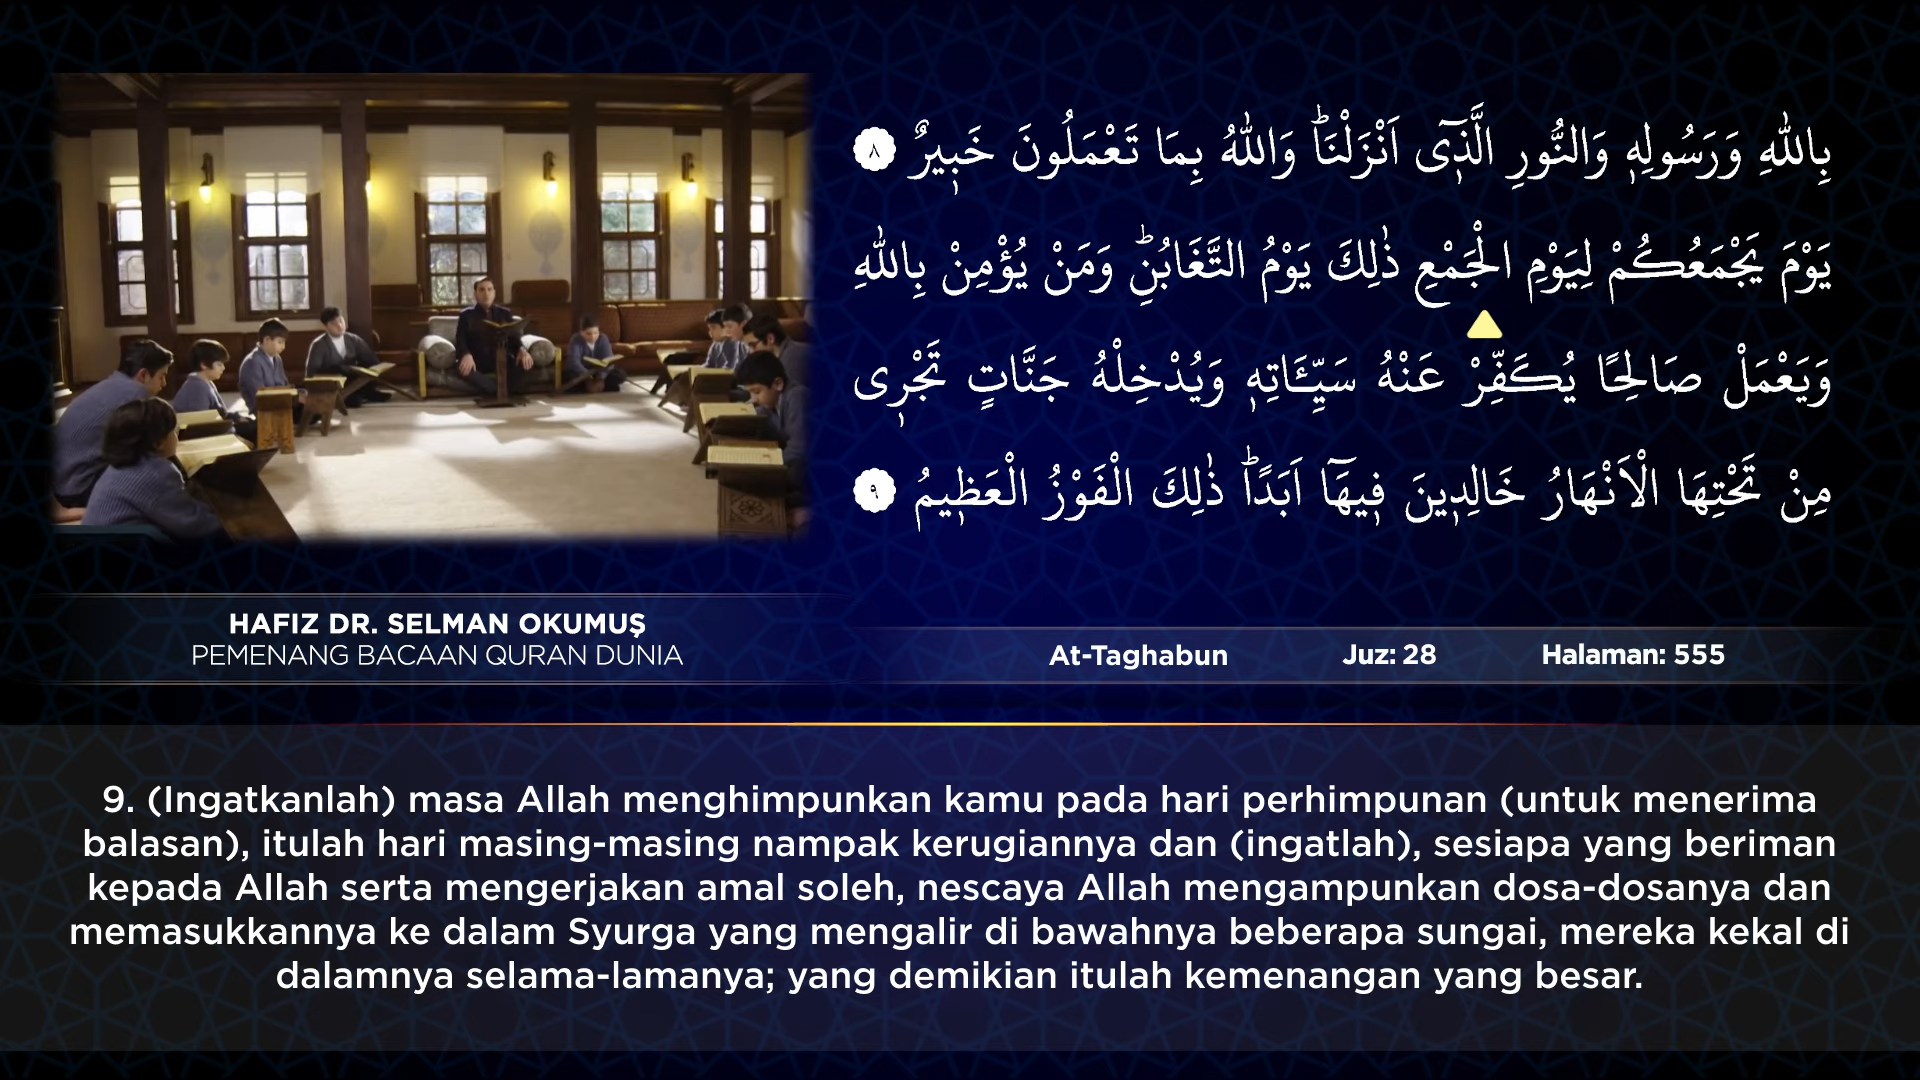 بِاللّٰهِ وَرَسُولِهٖ وَالنُّورِ الَّذٖٓى اَنْزَلْنَاؕ وَاللّٰهُ بِمَا تَعْمَلُونَ خَبٖيرٌ ٨
يَوْمَ يَجْمَعُكُمْ لِيَوْمِ الْجَمْعِ ذٰلِكَ يَوْمُ التَّغَابُنِؕ وَمَنْ يُؤْمِنْ بِاللّٰهِ
وَيَعْمَلْ صَالِحًا يُكَفِّرْ عَنْهُ سَيِّـَٔاتِهٖ وَيُدْخِلْهُ جَنَّاتٍ تَجْرٖى
مِنْ تَحْتِهَا الْاَنْهَارُ خَالِدٖينَ فٖيهَٓا اَبَدًاؕ ذٰلِكَ الْفَوْزُ الْعَظٖيمُ ٩
HAFIZ DR. SELMAN OKUMUŞ
PEMENANG BACAAN QURAN DUNIA
At-Taghabun Juz: 28 Halaman: 555
9. (Ingatkanlah) masa Allah menghimpunkan kamu pada hari perhimpunan (untuk menerima
balasan), itulah hari masing-masing nampak kerugiannya dan (ingatlah), sesiapa yang beriman
kepada Allah serta mengerjakan amal soleh, nescaya Allah mengampunkan dosa-dosanya dan
memasukkannya ke dalam Syurga yang mengalir di bawahnya beberapa sungai, mereka kekal di
dalamnya selama-lamanya; yang demikian itulah kemenangan yang besar.